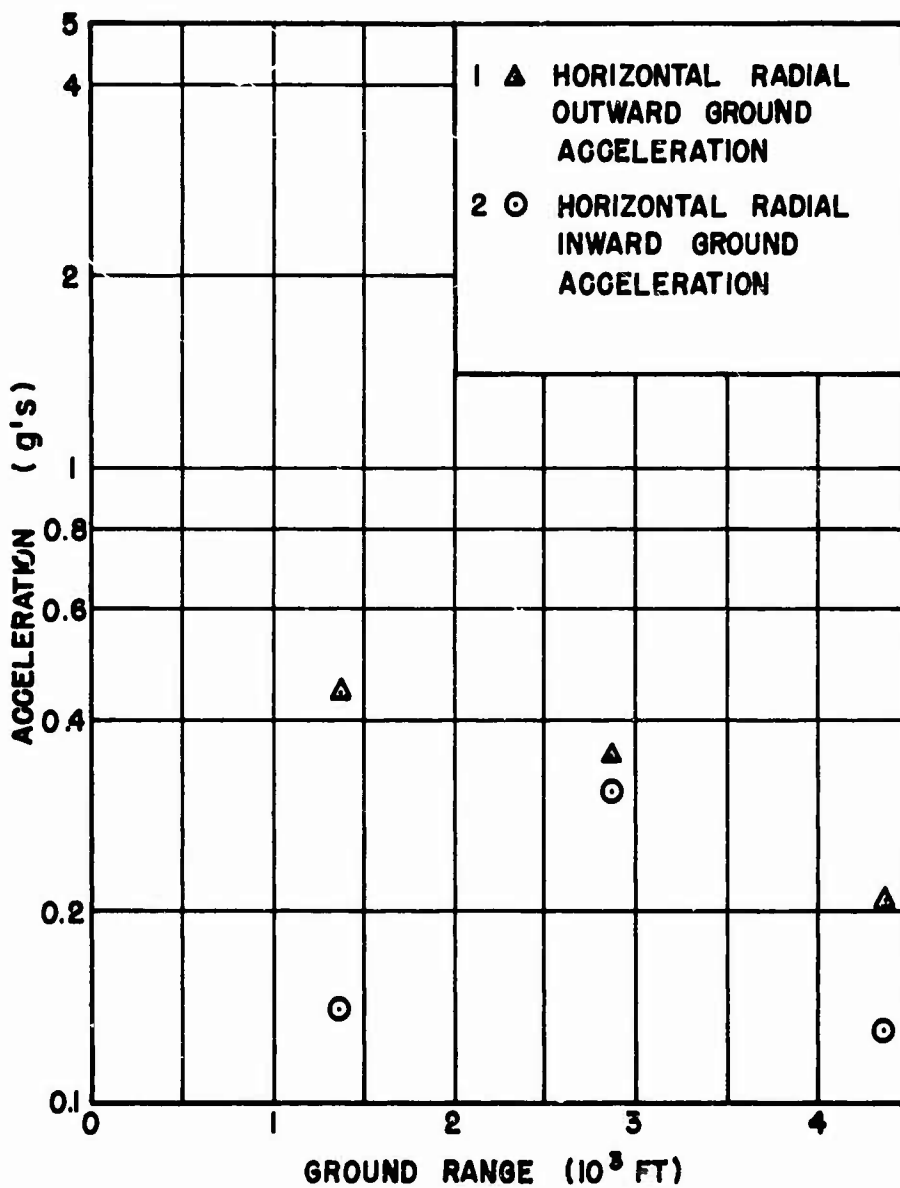 5
4
2
1
0.8
0.6
0.4
0.2
0.1
ACCELERATION (g's)
1 HORIZONTAL RADIAL
OUTWARD GROUND
ACCELERATION
2 HORIZONTAL RADIAL
INWARD GROUND
ACCELERATION
0 1 2 3 4
GROUND RANGE (10³ FT)